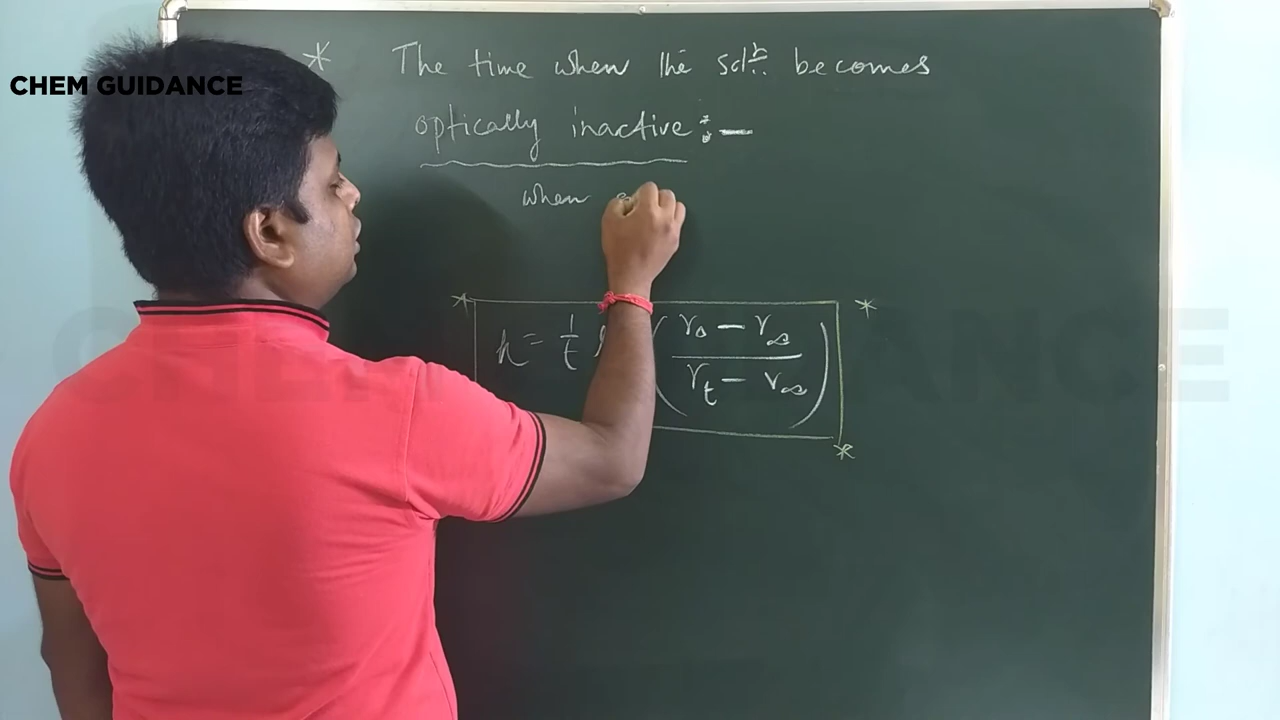 * The time when the solⁿ. becomes
CHEM GUIDANCE
optically inactive :-
when
* *
k = 1/t (r₀ - r∞ / rₜ - r∞)
*